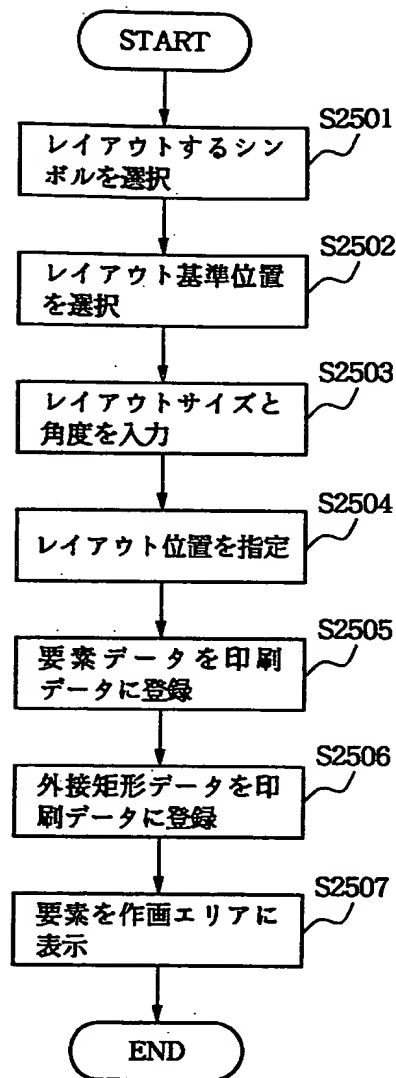 START
S2501
レイアウトするシン
ボルを選択
S2502
レイアウト基準位置
を選択
S2503
レイアウトサイズと
角度を入力
S2504
レイアウト位置を指定
S2505
要素データを印刷
データに登録
S2506
外接矩形データを印
刷データに登録
S2507
要素を作画エリアに
表示
END